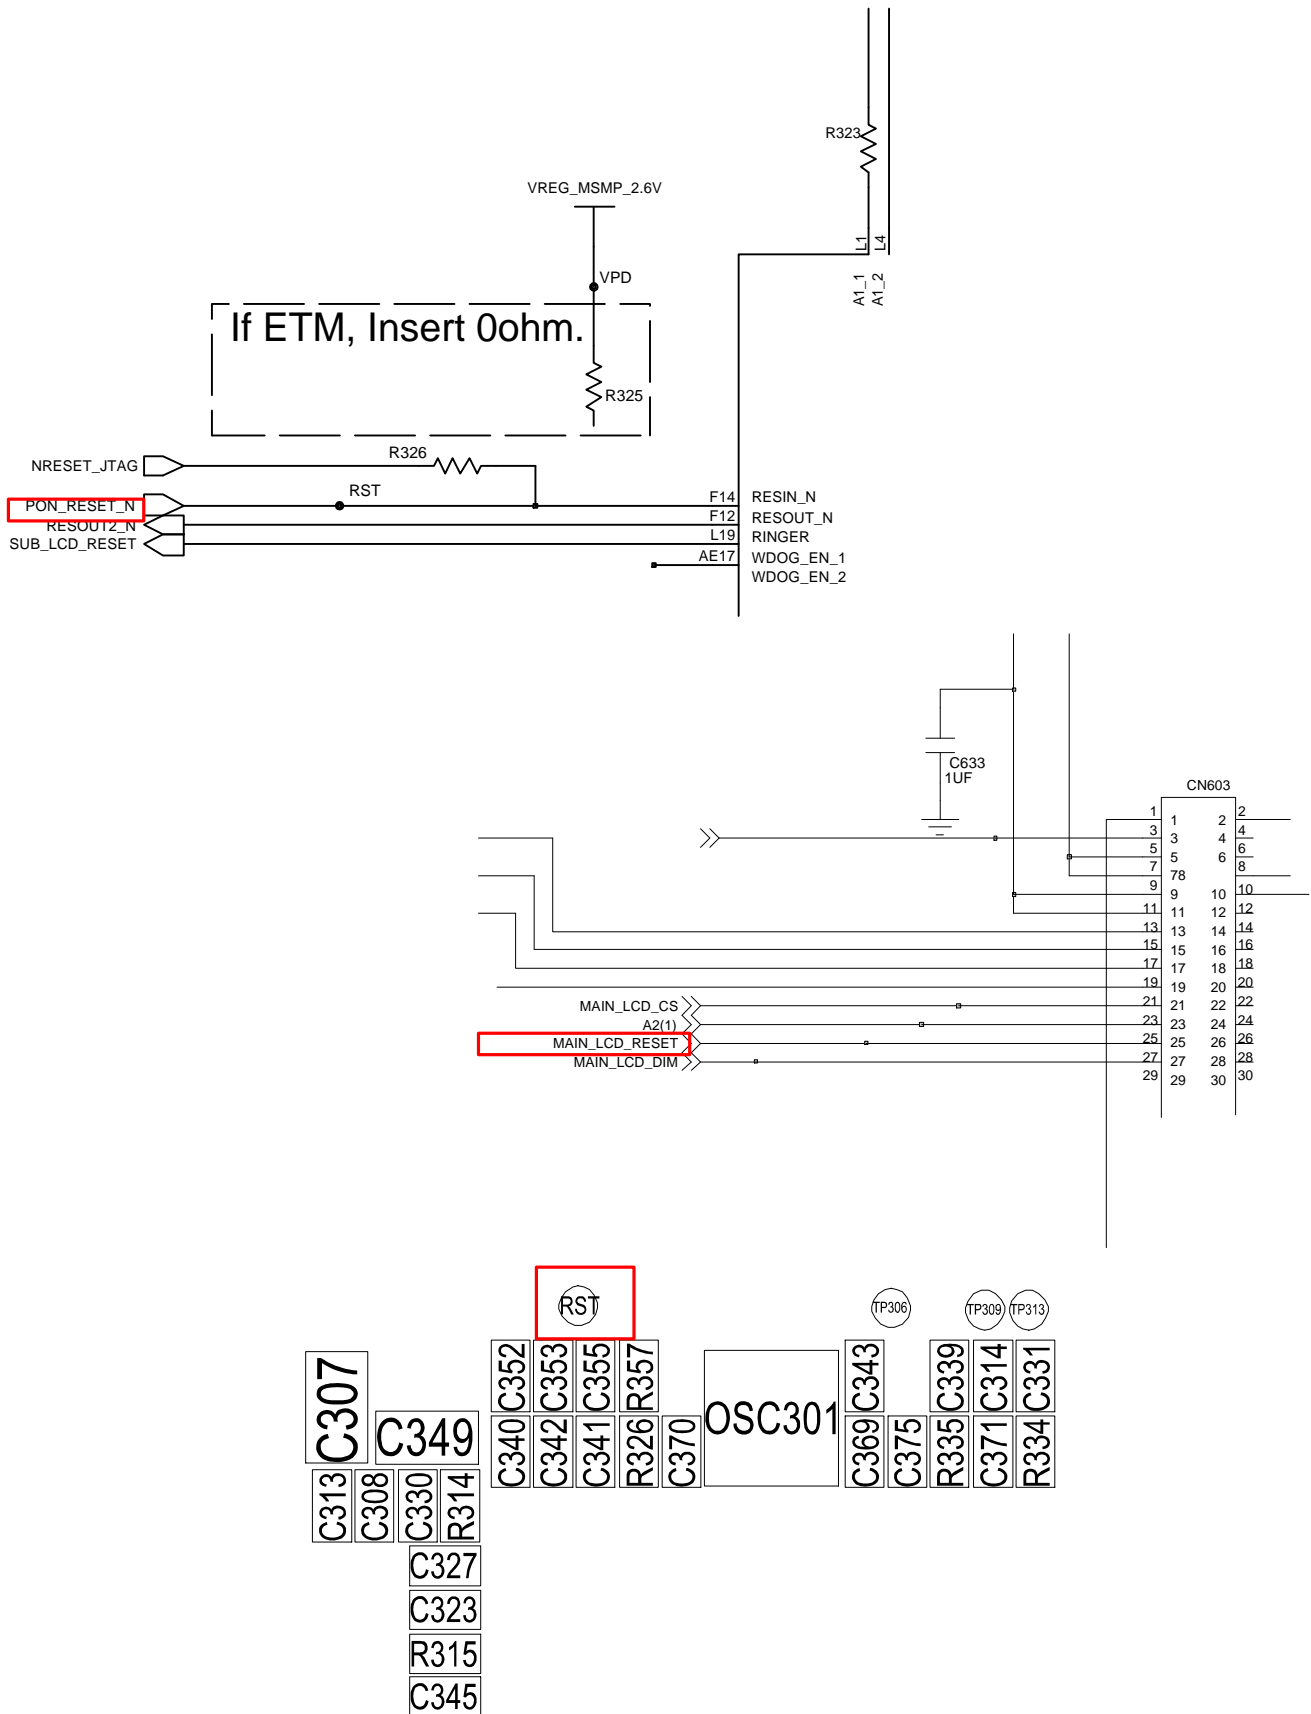 R323
VREG_MSMP_2.6V
L1
L4
VPD
A1_1
A1_2
If ETM, Insert 0ohm.
R325
R326
NRESET_JTAG
RST
PON_RESET_N
F14 RESIN_N
RESOUT2_N
F12 RESOUT_N
SUB_LCD_RESET
L19 RINGER
AE17 WDOG_EN_1
WDOG_EN_2
C633
1UF
CN603
1 1 2 2
3 3 4 4
5 5 6 6
7 78 8
9 9 10 10
11 11 12 12
13 13 14 14
15 15 16 16
17 17 18 18
19 19 20 20
MAIN_LCD_CS 21 21 22 22
A2(1) 23 23 24 24
MAIN_LCD_RESET 25 25 26 26
MAIN_LCD_DIM 27 27 28 28
29 29 30 30
RST TP306 TP309 TP313
C352 C353 C355 R357 C343 C339 C314 C331
C307 C349 C340 C342 C341 R326 C370 OSC301 C369 C375 R335 C371 R334
C313 C308 C330 R314
C327
C323
R315
C345